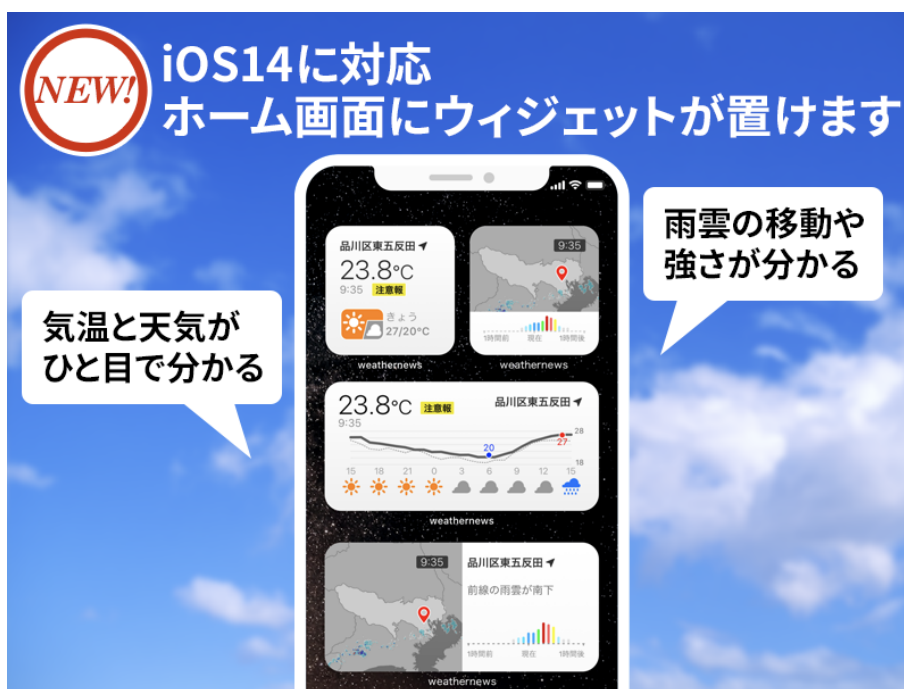 NEW!
iOS14に対応
ホーム画面にウィジェットが置けます
雨雲の移動や
強さが分かる
気温と天気が
ひと目で分かる
品川区東五反田
23.8°C
9:35 注意報
きょう
27/20°C
weathernews
9:35
1時間前 現在 1時間後
weathernews
23.8°C 注意報 品川区東五反田
9:35
28
20
27
18
15 18 21 0 3 6 9 12 15
weathernews
9:35
品川区東五反田
前線の雨雲が南下
1時間前 現在 1時間後
weathernews